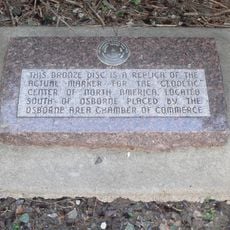 THIS BRONZE DISC IS A REPLICA OF THE
ACTUAL MARKER FOR THE "GEODETIC"
CENTER OF NORTH AMERICA, LOCATED
SOUTH OF OSBORNE PLACED BY THE
OSBORNE AREA CHAMBER OF COMMERCE